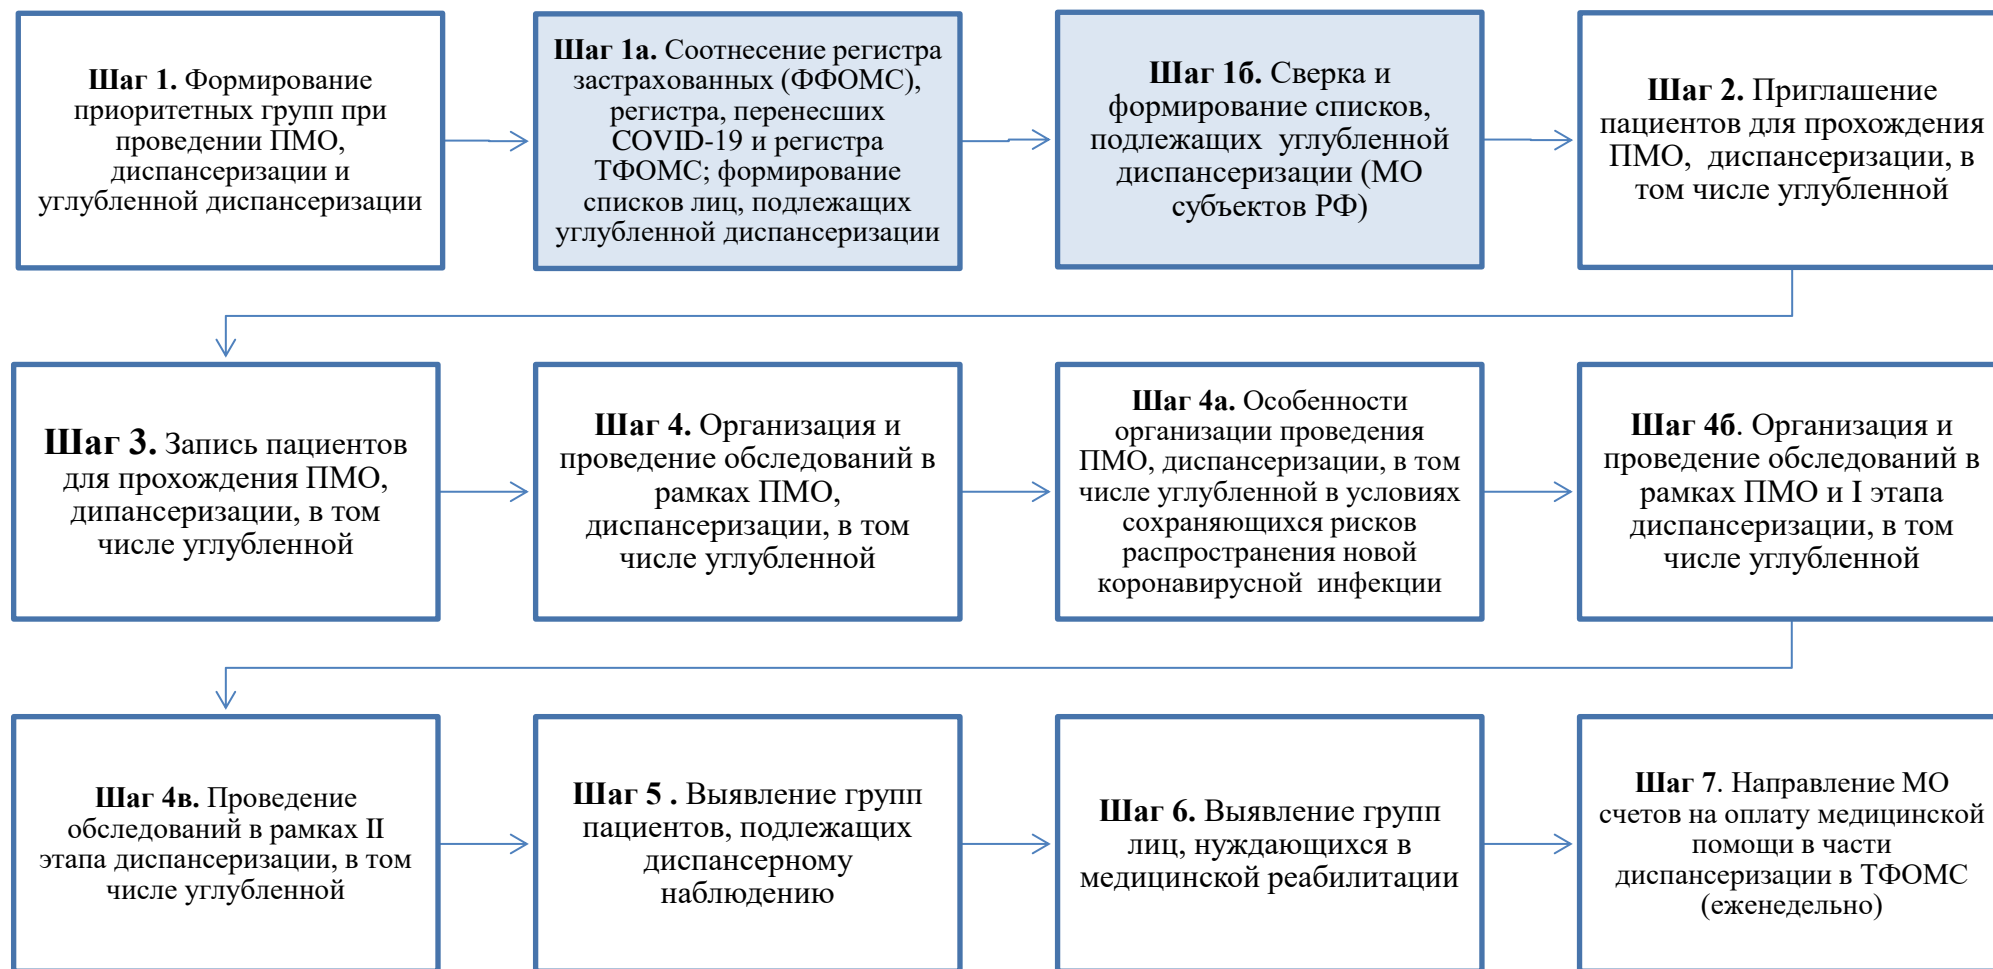 Шаг 1. Формирование
приоритетных групп при
проведении ПМО,
диспансеризации и
углубленной диспансеризации
Шаг 1а. Соотнесение регистра
застрахованных (ФФОМС),
регистра, перенесших
COVID-19 и регистра
ТФОМС; формирование
списков лиц, подлежащих
углубленной диспансеризации
Шаг 1б. Сверка и
формирование списков,
подлежащих углубленной
диспансеризации (МО
субъектов РФ)
Шаг 2. Приглашение
пациентов для прохождения
ПМО, диспансеризации, в
том числе углубленной
Шаг 3. Запись пациентов
для прохождения ПМО,
дипансеризации, в том
числе углубленной
Шаг 4. Организация и
проведение обследований в
рамках ПМО,
диспансеризации, в том
числе углубленной
Шаг 4а. Особенности
организации проведения
ПМО, диспансеризации, в том
числе углубленной в условиях
сохраняющихся рисков
распространения новой
коронавирусной инфекции
Шаг 4б. Организация и
проведение обследований в
рамках ПМО и I этапа
диспансеризации, в том
числе углубленной
Шаг 4в. Проведение
обследований в рамках II
этапа диспансеризации, в том
числе углубленной
Шаг 5 . Выявление групп
пациентов, подлежащих
диспансерному
наблюдению
Шаг 6. Выявление групп
лиц, нуждающихся в
медицинской реабилитации
Шаг 7. Направление МО
счетов на оплату медицинской
помощи в части
диспансеризации в ТФОМС
(еженедельно)